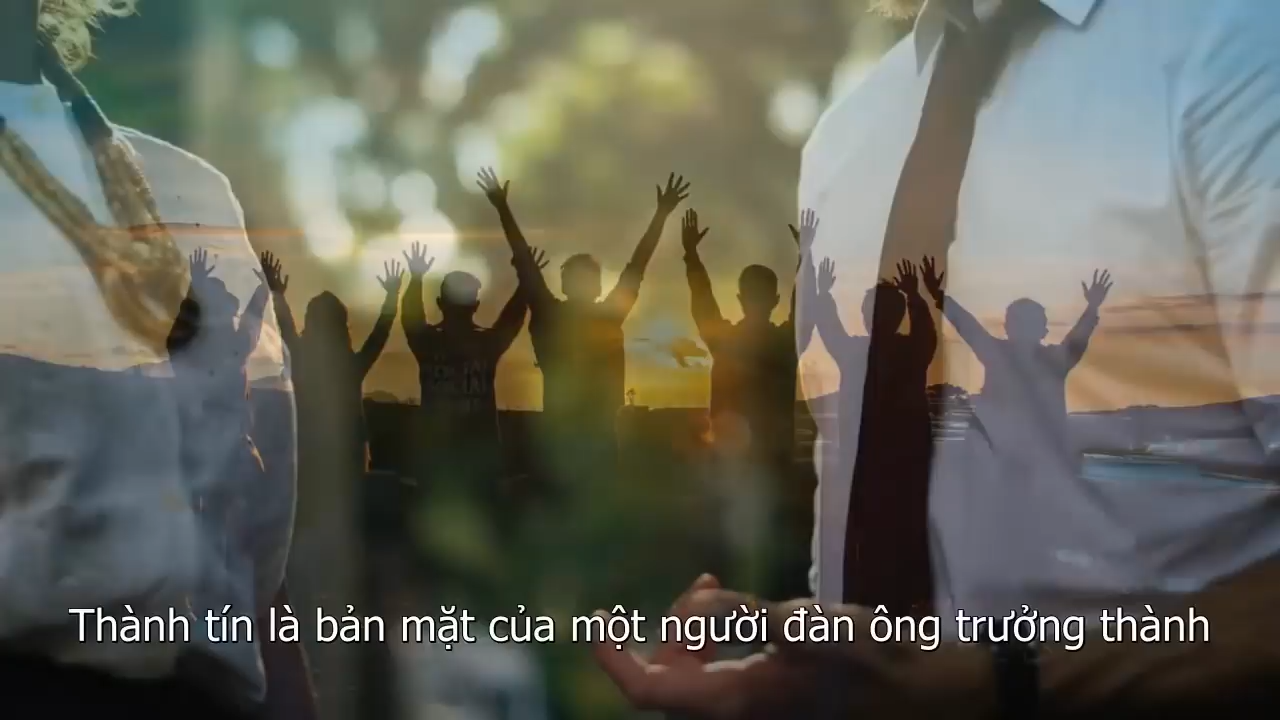 Thành tín là bản mặt của một người đàn ông trưởng thành